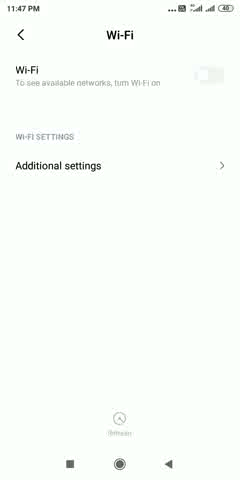 11:47 PM
40
Wi-Fi
Wi-Fi
To see available networks, turn Wi-Fi on
WI-FI SETTINGS
Additional settings
Refresh